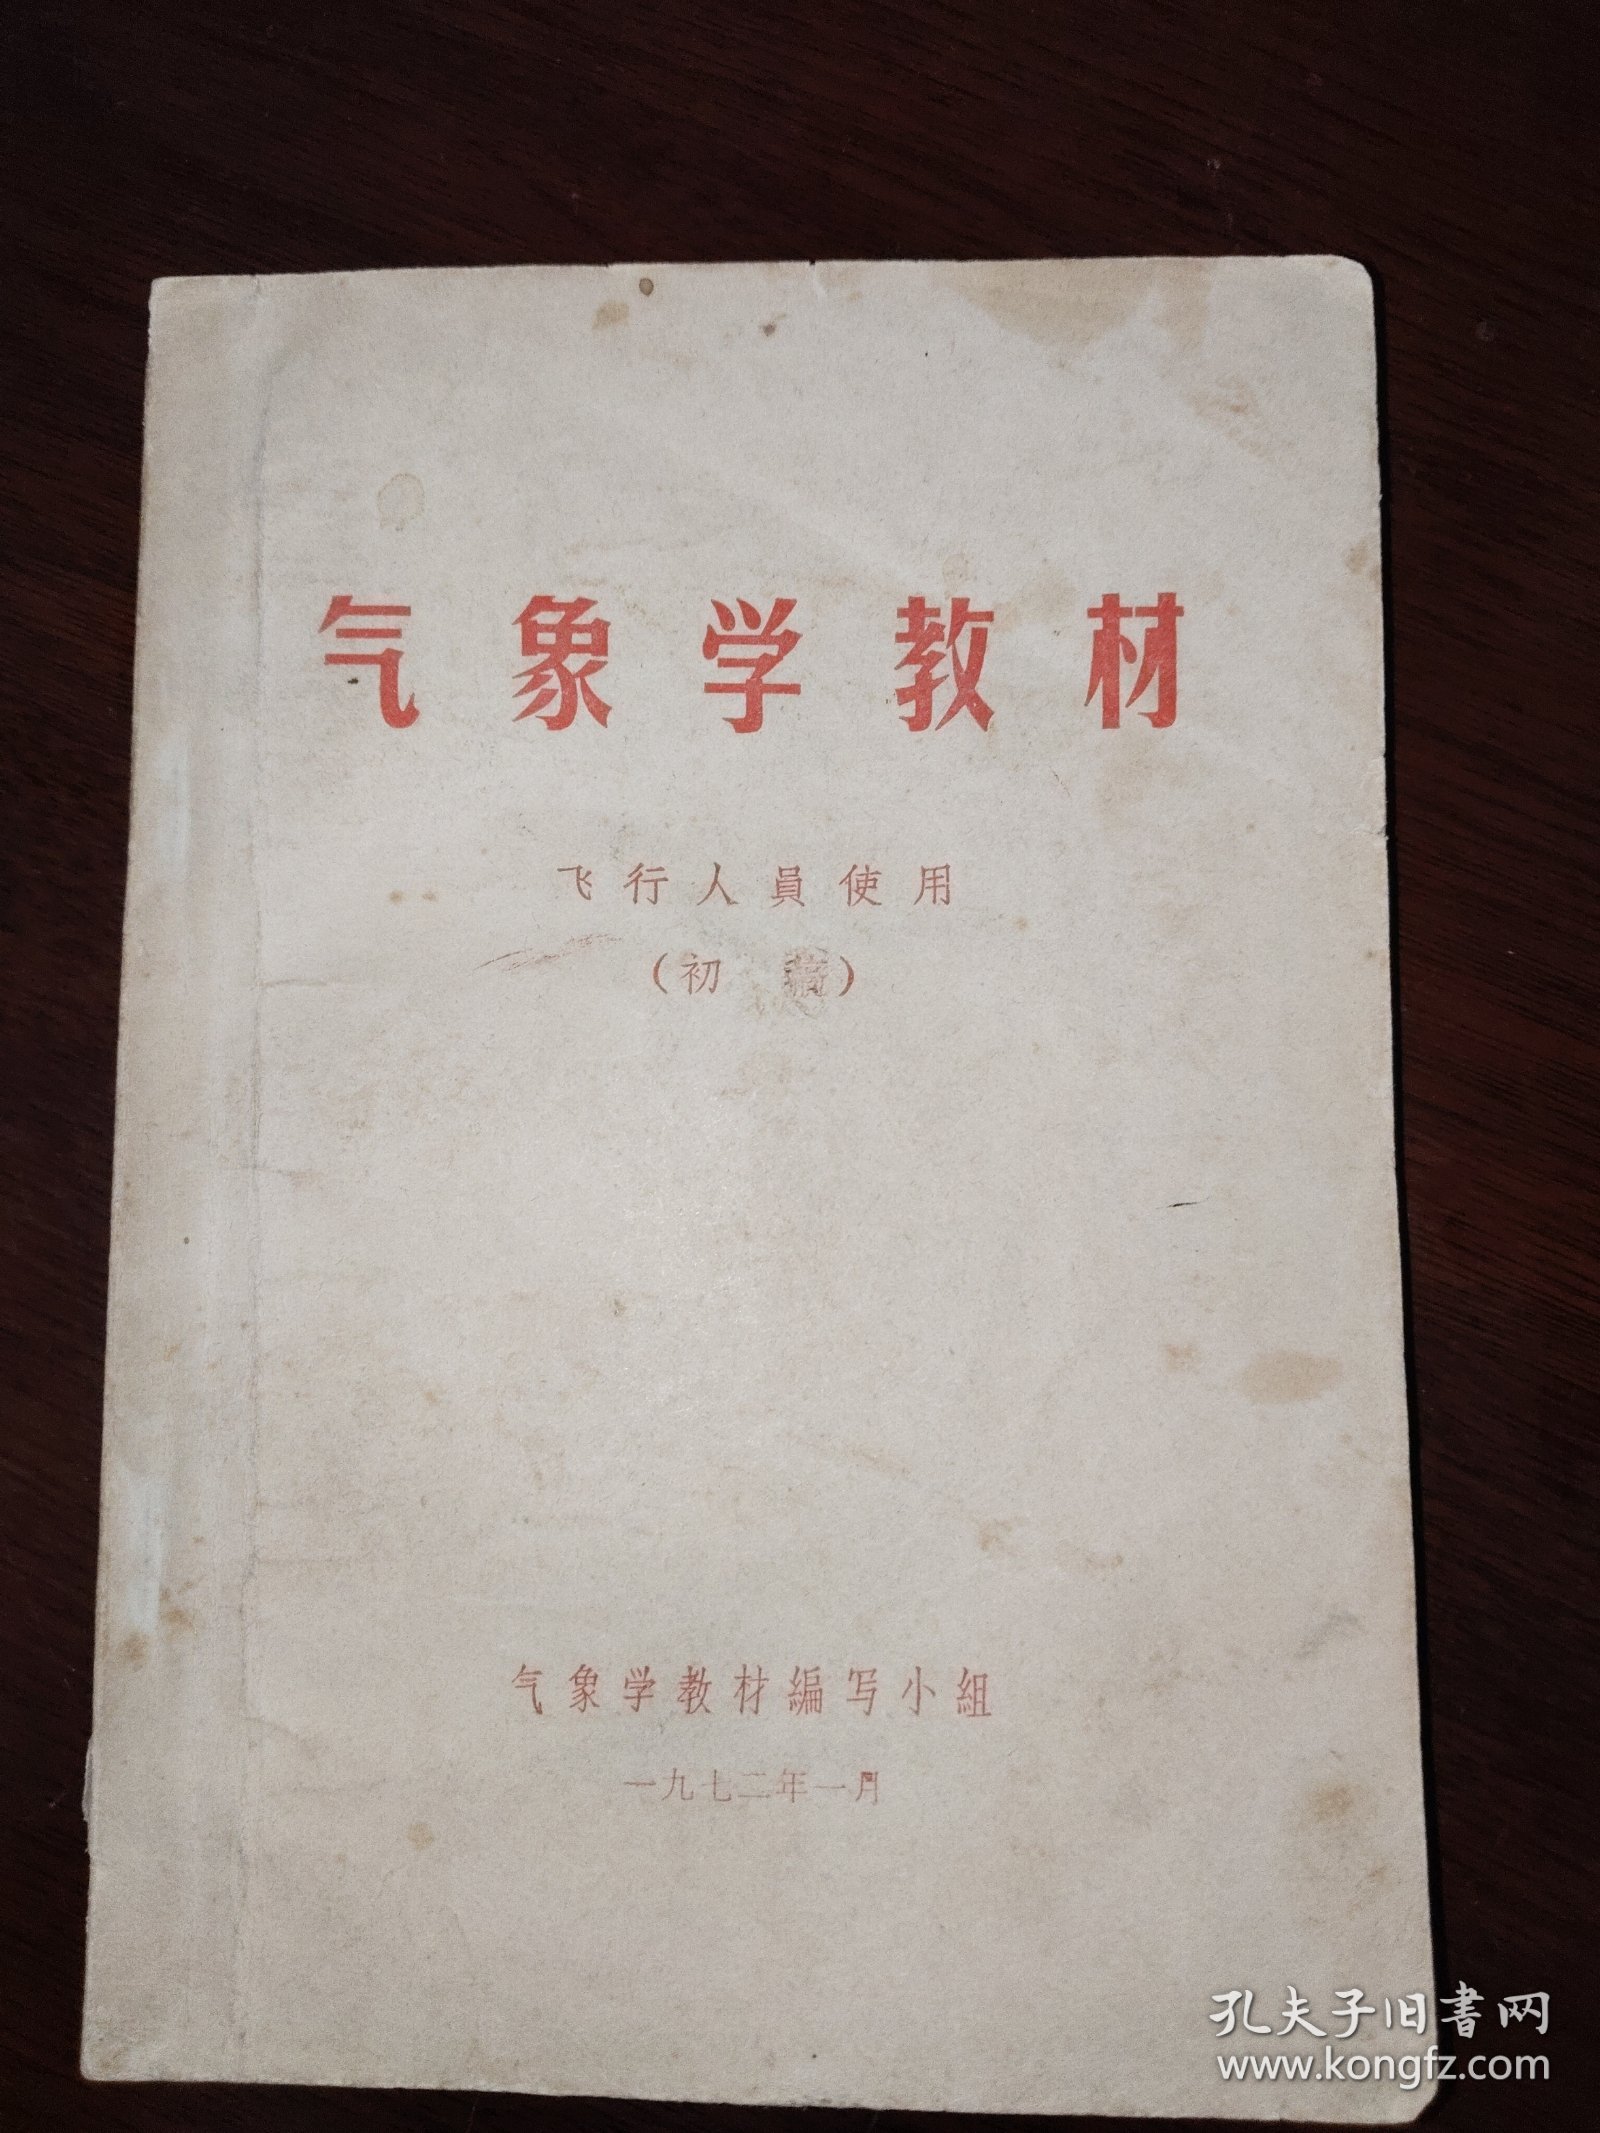 气象学教材
飞行人員使用
（初稿）
气象学教材編写小組
一九七二年一月
孔夫子旧書网
www.kongfz.com